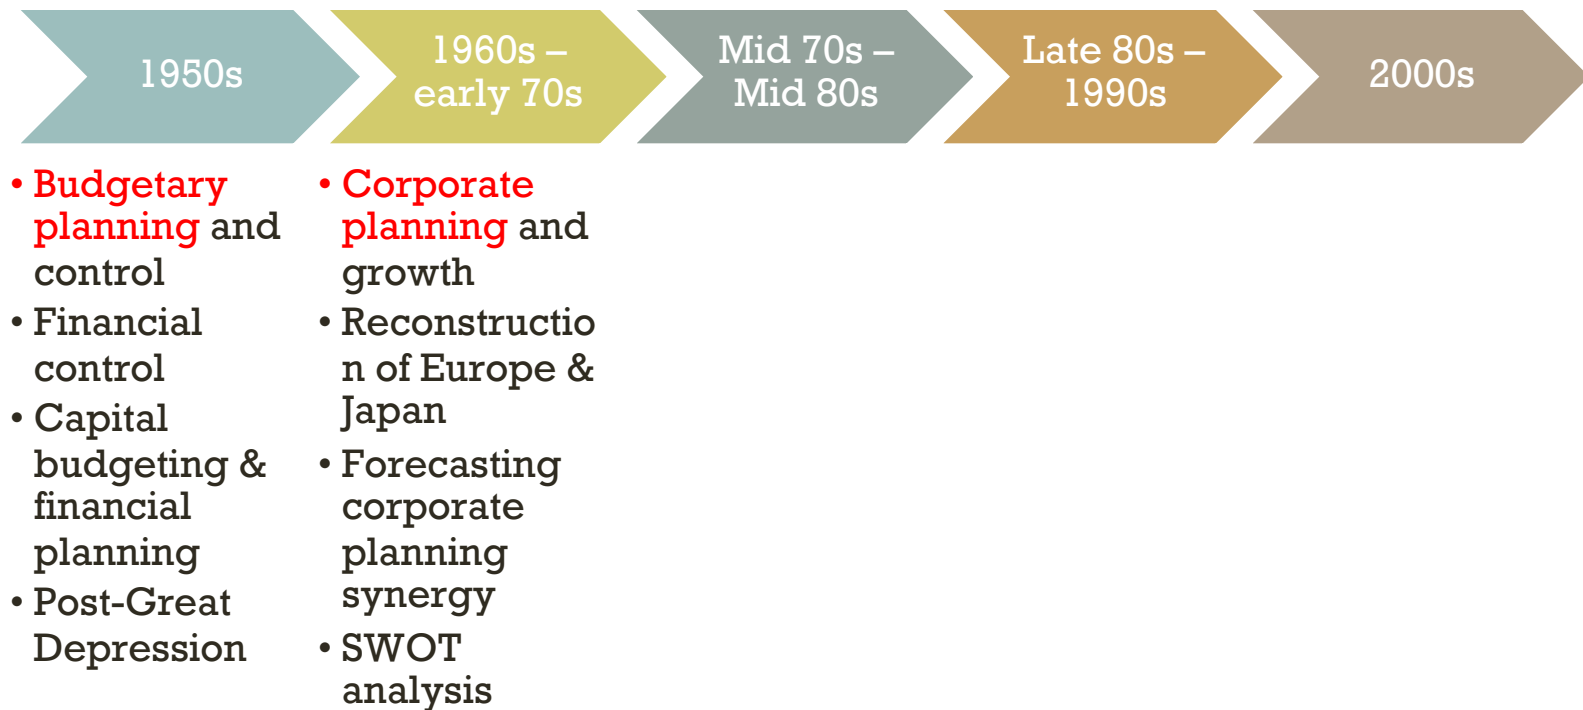 1950s
1960s –
early 70s
Mid 70s –
Mid 80s
Late 80s –
1990s
2000s
• Budgetary
planning and
control
• Financial
control
• Capital
budgeting &
financial
planning
• Post-Great
Depression
• Corporate
planning and
growth
• Reconstructio
n of Europe &
Japan
• Forecasting
corporate
planning
synergy
• SWOT
analysis